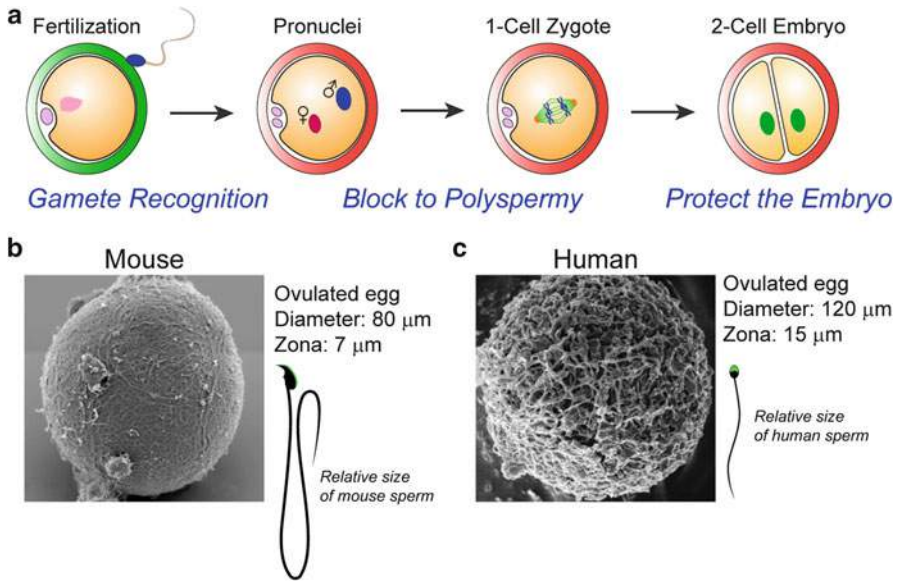 a
Fertilization
Pronuclei
1-Cell Zygote
2-Cell Embryo
♀
♂
Gamete Recognition
Block to Polyspermy
Protect the Embryo
b
Mouse
Ovulated egg
Diameter: 80 μm
Zona: 7 μm
Relative size
of mouse sperm
c
Human
Ovulated egg
Diameter: 120 μm
Zona: 15 μm
Relative size
of human sperm